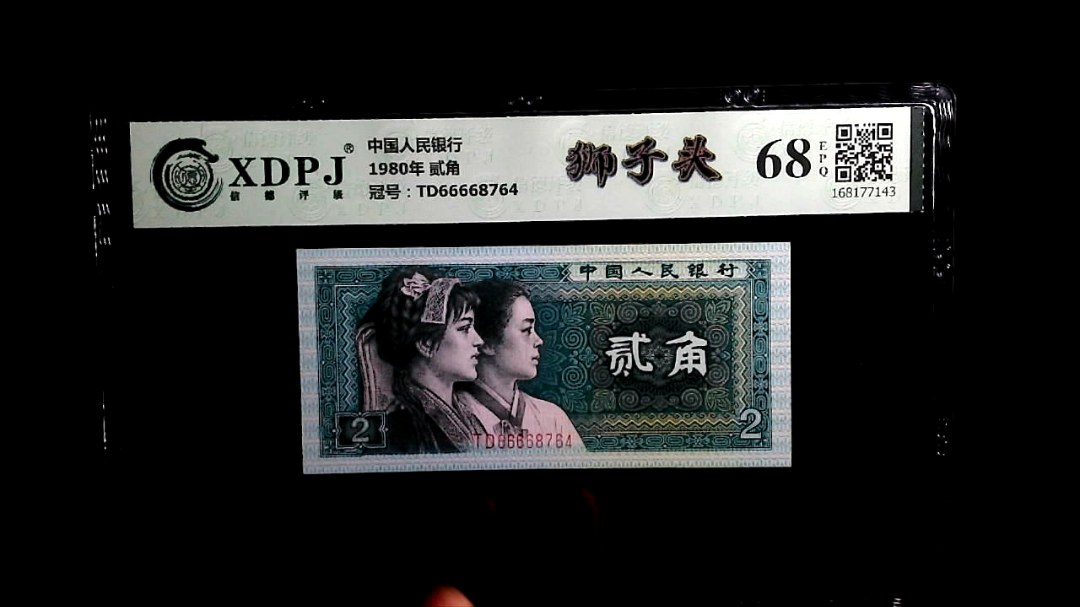 XDPJ®
信德评级
中国人民银行
1980年 贰角
冠号：TD66668764
狮子头
68
EPQ
168177143
中国人民银行
贰角
2
2
TD66668764